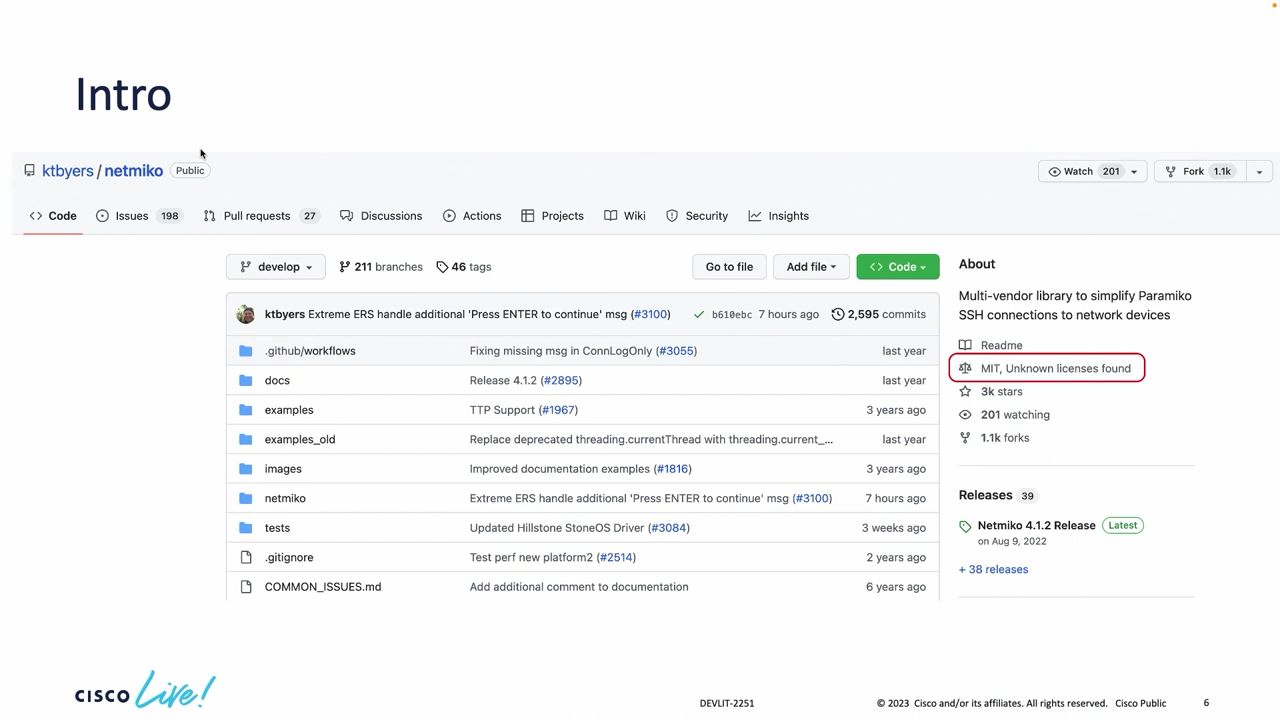 Intro
ktbyers / netmiko Public
Watch 201
Fork 1.1k
Code
Issues 198
Pull requests 27
Discussions
Actions
Projects
Wiki
Security
Insights
develop
211 branches
46 tags
Go to file
Add file
Code
ktbyers Extreme ERS handle additional 'Press ENTER to continue' msg (#3100) b610ebc 7 hours ago 2,595 commits
.github/workflows Fixing missing msg in ConnLogOnly (#3055) last year
docs Release 4.1.2 (#2895) last year
examples TTP Support (#1967) 3 years ago
examples_old Replace deprecated threading.currentThread with threading.current_... last year
images Improved documentation examples (#1816) 3 years ago
netmiko Extreme ERS handle additional 'Press ENTER to continue' msg (#3100) 7 hours ago
tests Updated Hillstone StoneOS Driver (#3084) 3 weeks ago
.gitignore Test perf new platform2 (#2514) 2 years ago
COMMON_ISSUES.md Add additional comment to documentation 6 years ago
About
Multi-vendor library to simplify Paramiko
SSH connections to network devices
Readme
MIT, Unknown licenses found
3k stars
201 watching
1.1k forks
Releases 39
Netmiko 4.1.2 Release Latest
on Aug 9, 2022
+ 38 releases
CISCO Live!
DEVLIT-2251
© 2023 Cisco and/or its affiliates. All rights reserved. Cisco Public
6